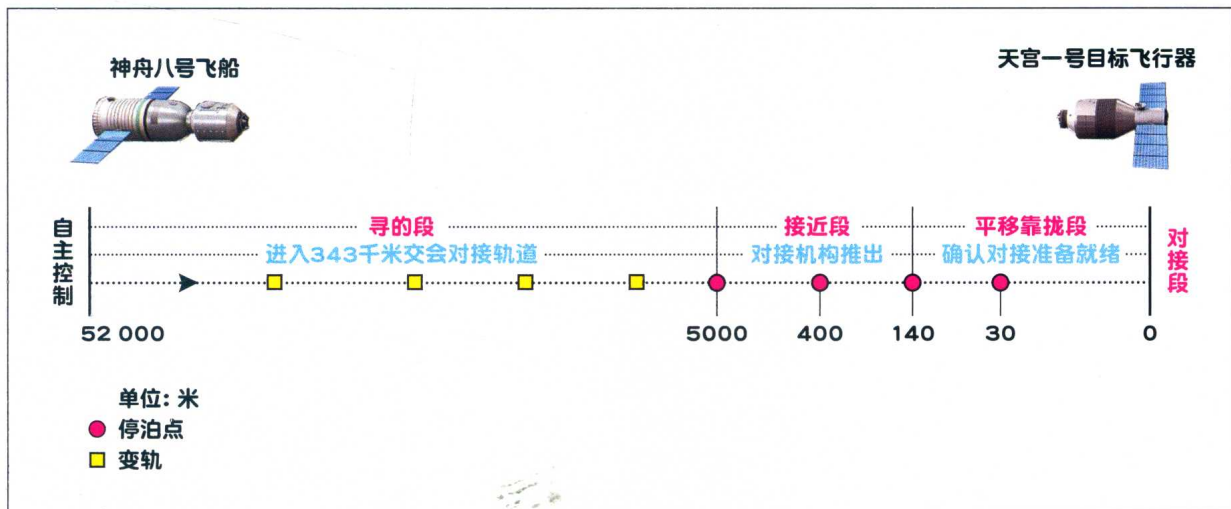 神舟八号飞船
天宫一号目标飞行器
自主控制
寻的段
接近段
平移靠拢段
对接段
进入343千米交会对接轨道
对接机构推出
确认对接准备就绪
52 000
5000
400
140
30
0
单位: 米
停泊点
变轨